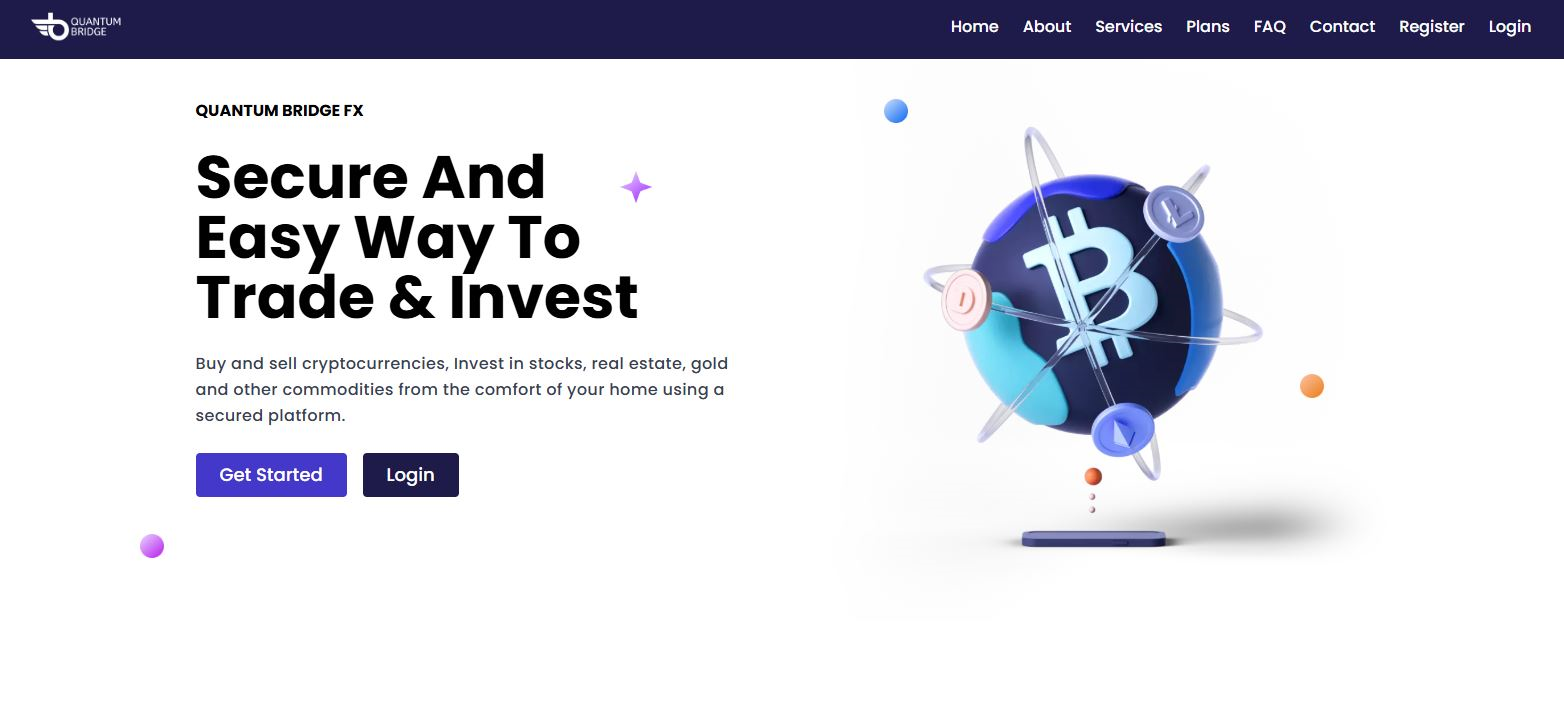 QUANTUM
BRIDGE
Home About Services Plans FAQ Contact Register Login
QUANTUM BRIDGE FX
Secure And
Easy Way To
Trade & Invest
Buy and sell cryptocurrencies, Invest in stocks, real estate, gold
and other commodities from the comfort of your home using a
secured platform.
Get Started Login